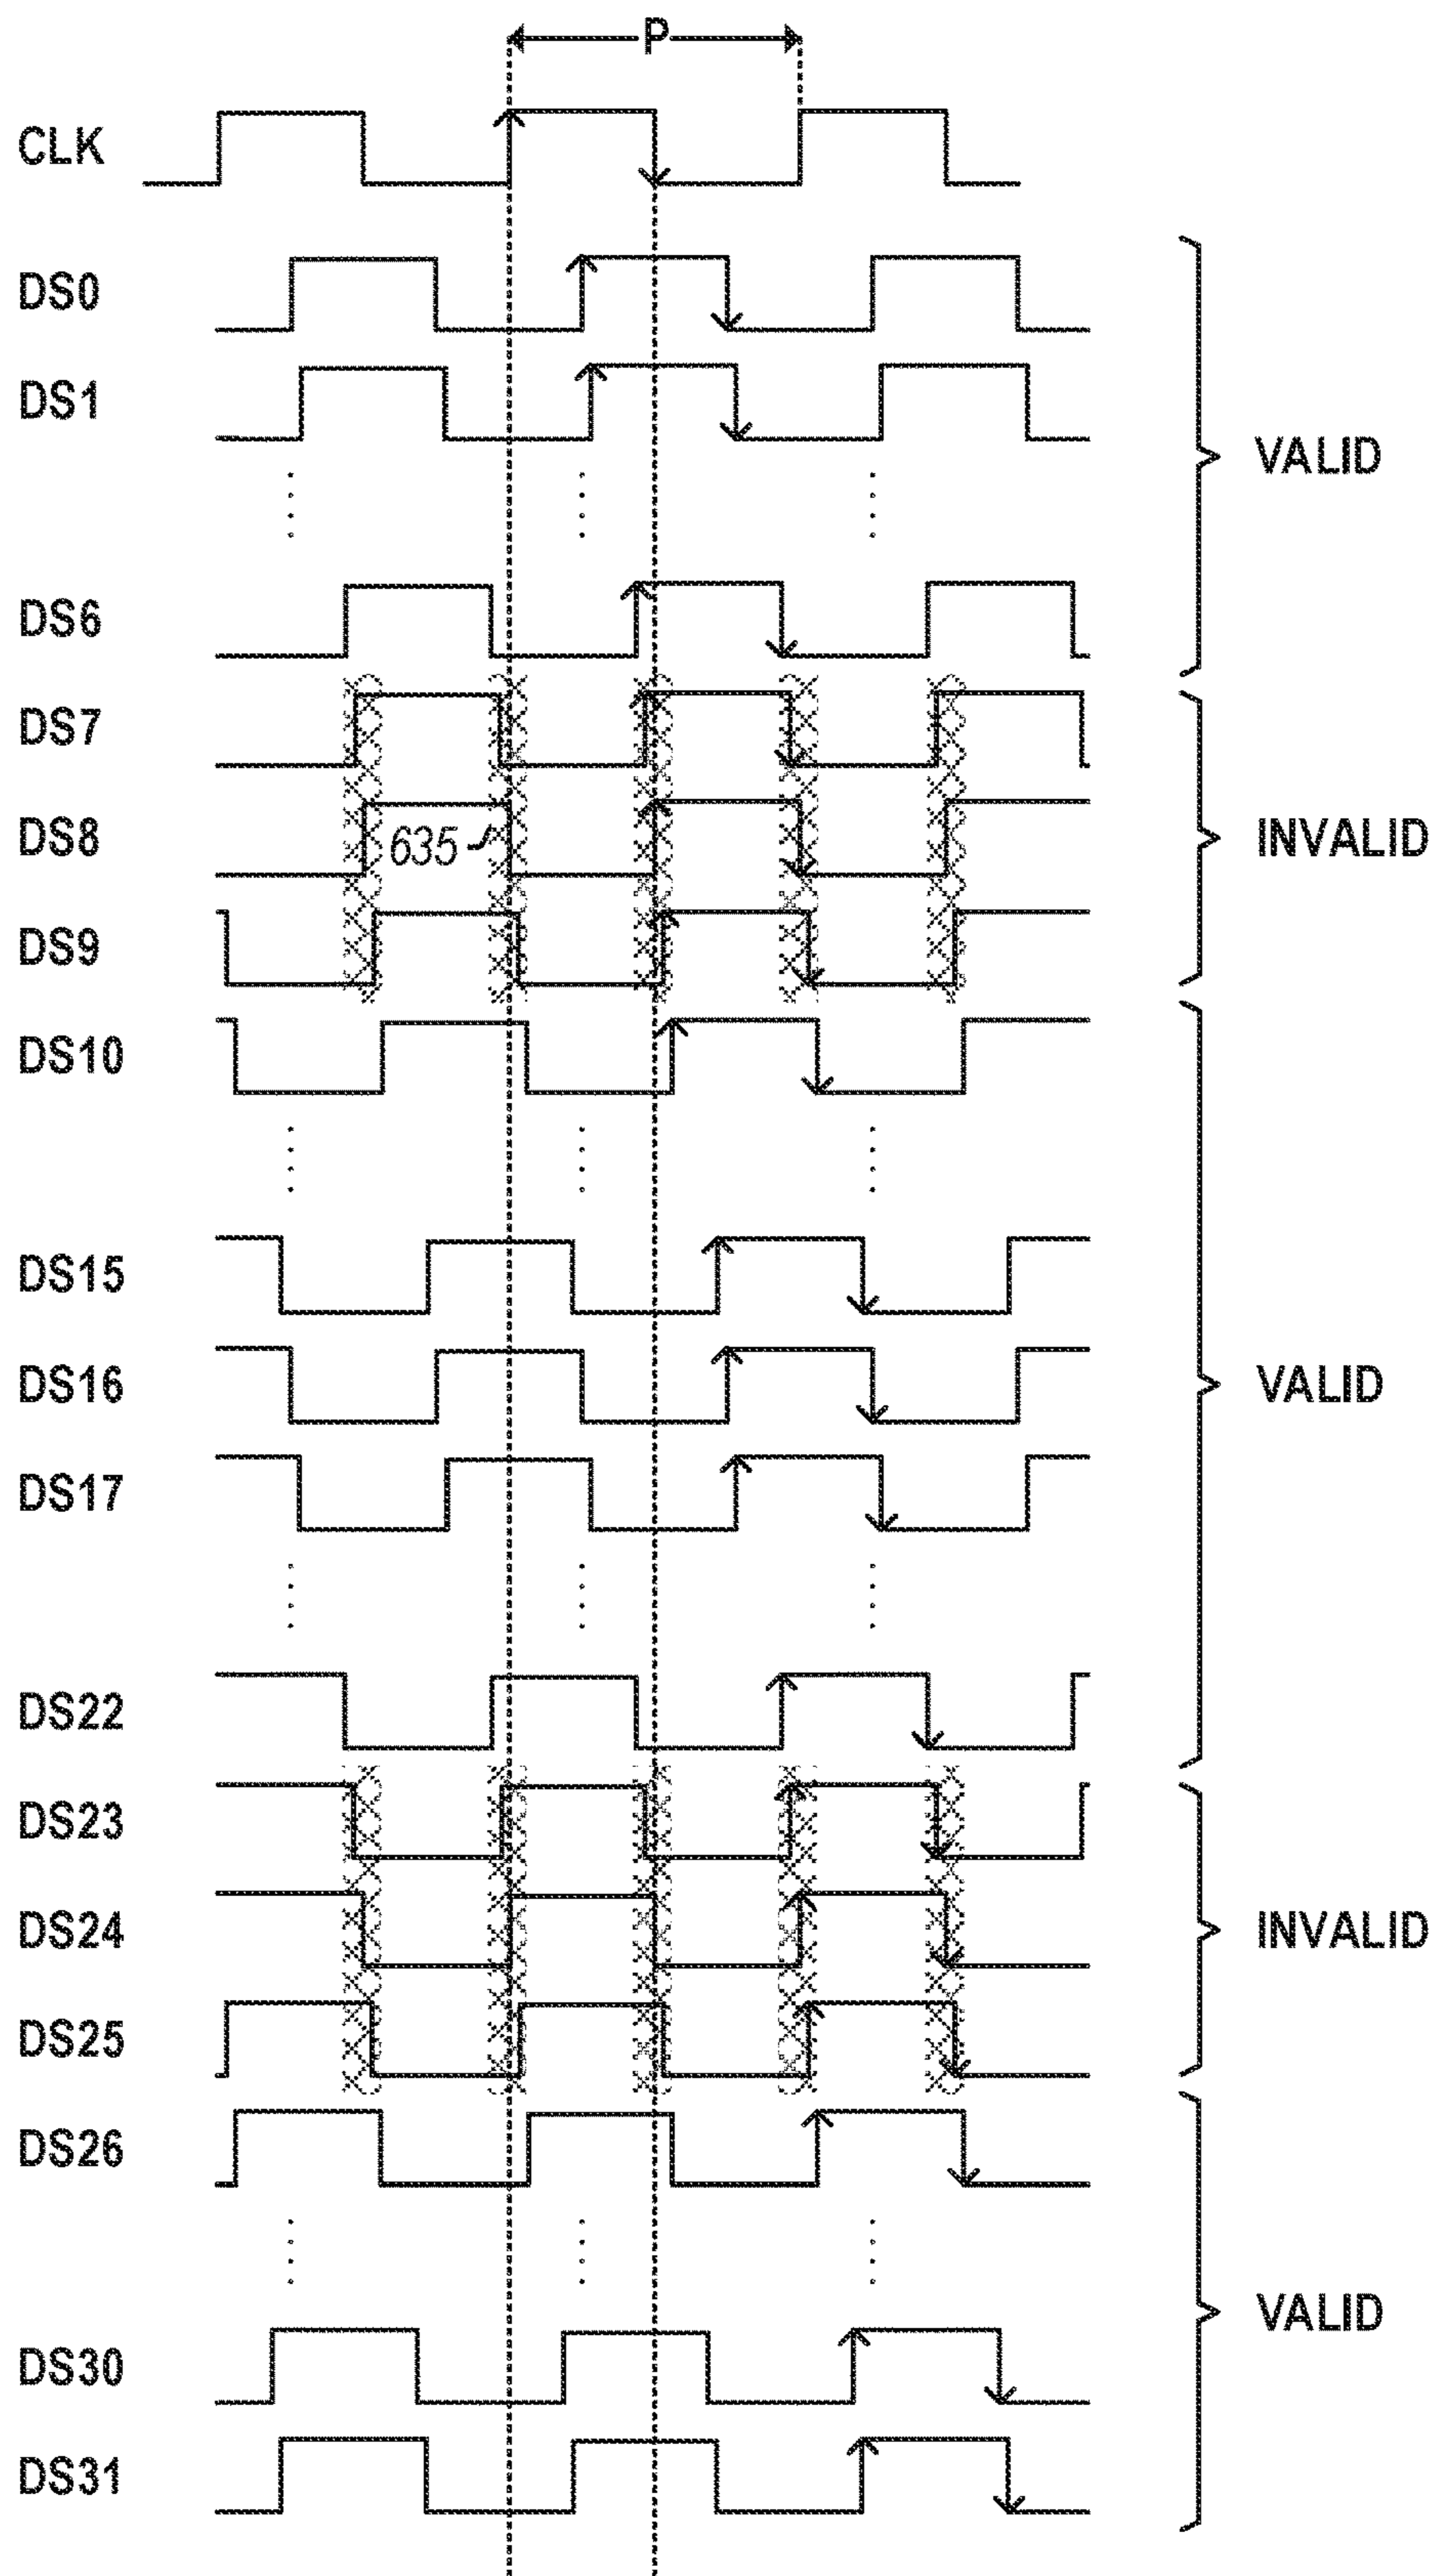 P
CLK
DS0
DS1
VALID
DS6
DS7
DS8
635
INVALID
DS9
DS10
DS15
DS16
VALID
DS17
DS22
DS23
DS24
INVALID
DS25
DS26
VALID
DS30
DS31